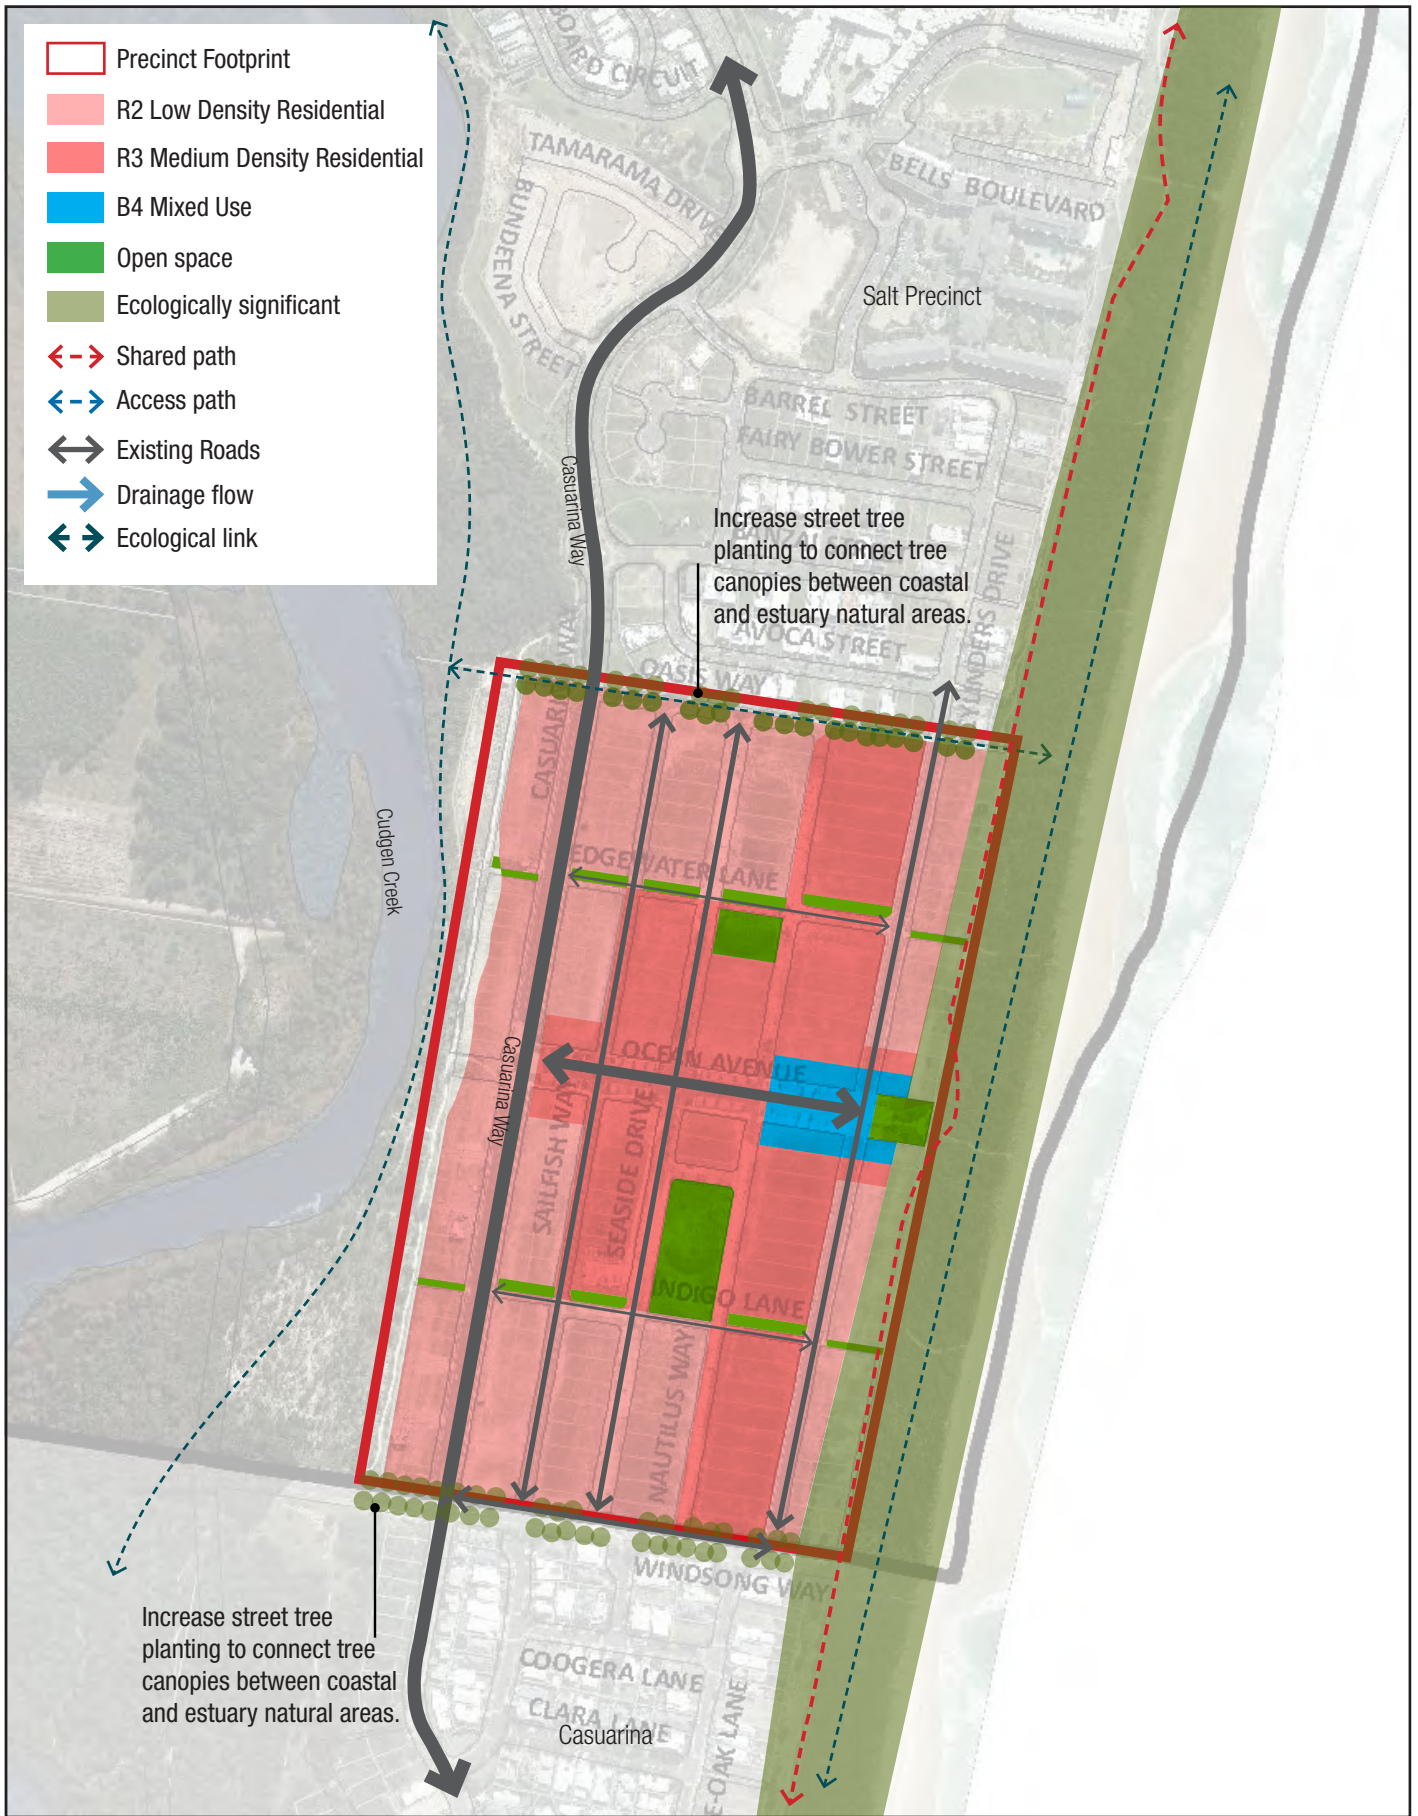 Precinct Footprint
R2 Low Density Residential
R3 Medium Density Residential
B4 Mixed Use
Open space
Ecologically significant
Shared path
Access path
Existing Roads
Drainage flow
Ecological link
BOARD CIRCUIT
TAMARAMA DRIVE
BUNDEENA STREET
BELLS BOULEVARD
Salt Precinct
BARREL STREET
FAIRY BOWER STREET
Casuarina Way
Increase street tree
planting to connect tree
canopies between coastal
and estuary natural areas.
AVOCA STREET
OASIS WAY
DRIVE
CASUARINA WAY
EDGEWATER LANE
Cudgen Creek
OCEAN AVENUE
Casuarina Way
SAILFISH WAY
SEASIDE DRIVE
INDIGO LANE
NAUTILUS WAY
WINDSONG WAY
Increase street tree
planting to connect tree
canopies between coastal
and estuary natural areas.
COOGERA LANE
CLARA LANE
Casuarina
E-OAK LANE